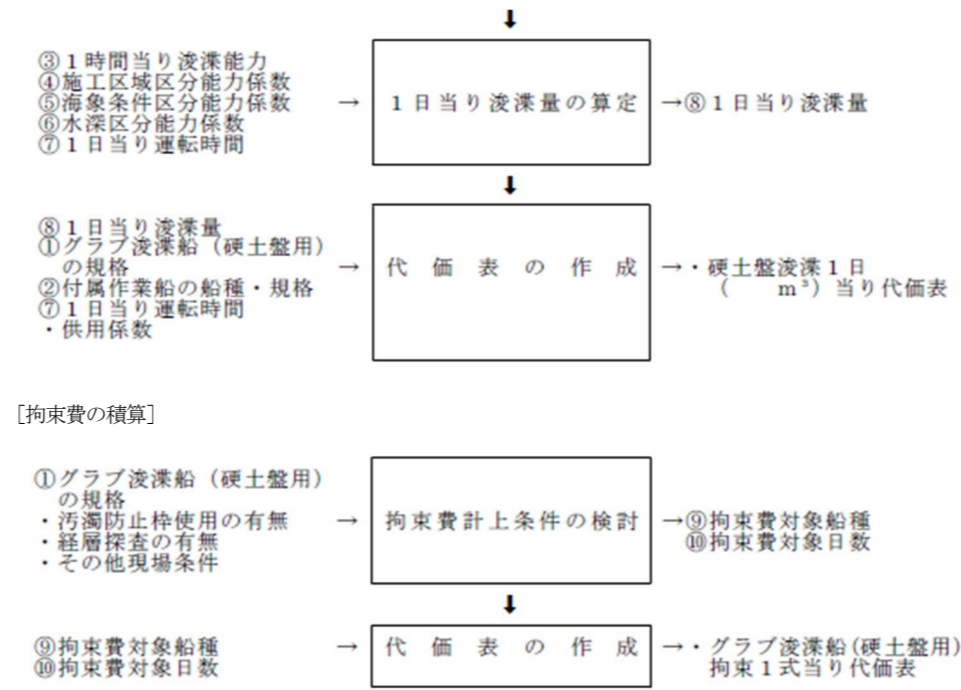 ③１時間当り浚渫能力
④施工区域区分能力係数
⑤海象条件区分能力係数
⑥水深区分能力係数
⑦１日当り運転時間
→
１日当り浚渫量の算定
→⑧１日当り浚渫量
⑧１日当り浚渫量
①グラブ浚渫船（硬土盤用）
の規格
②付属作業船の船種・規格
⑦１日当り運転時間
・供用係数
→
代価表の作成
→・硬土盤浚渫１日
（　　ｍ³）当り代価表
［拘束費の積算］
①グラブ浚渫船（硬土盤用）
の規格
・汚濁防止枠使用の有無
・経層探査の有無
・その他現場条件
→
拘束費計上条件の検討
→⑨拘束費対象船種
⑩拘束費対象日数
⑨拘束費対象船種
⑩拘束費対象日数
→
代価表の作成
→・グラブ浚渫船(硬土盤用)
拘束１式当り代価表